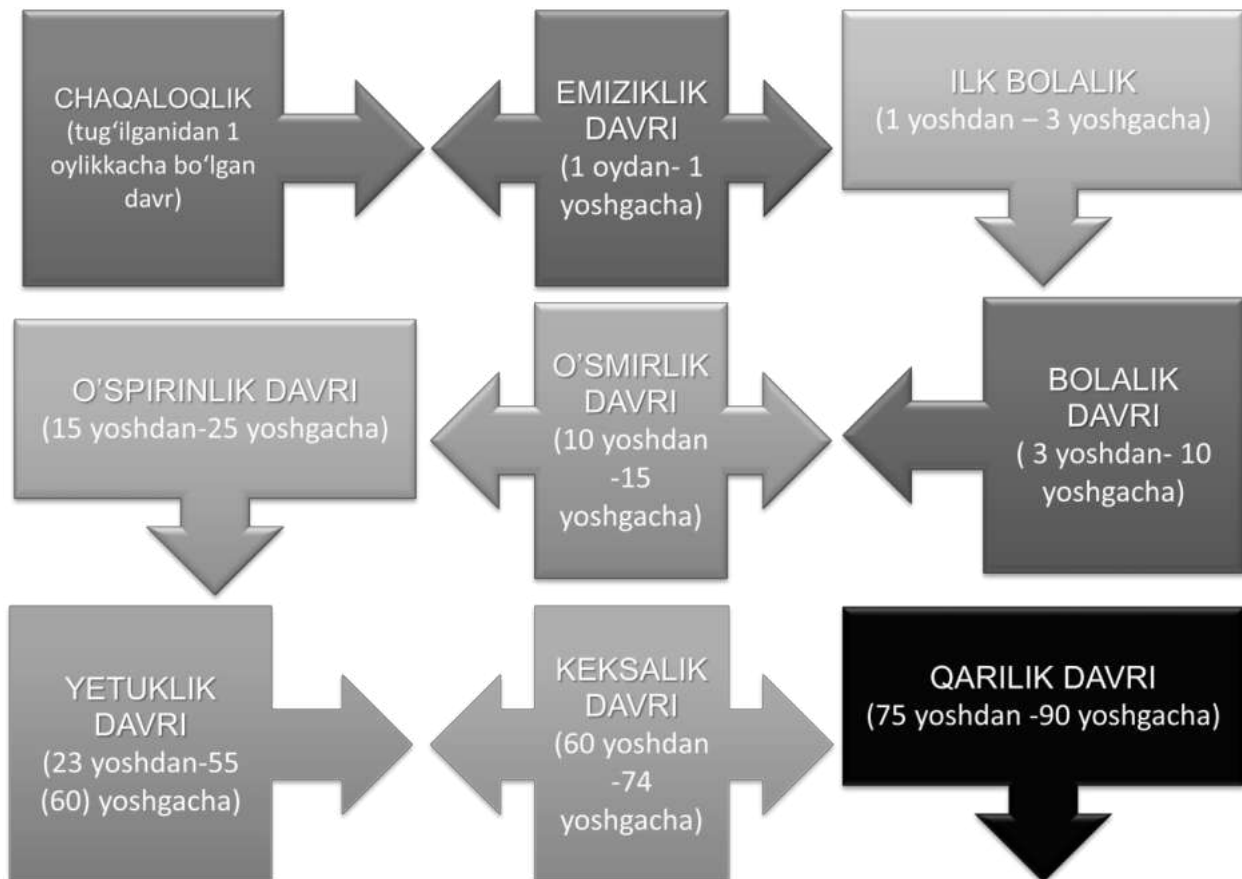 CHAQALOQLIK
(tug‘ilganidan 1
oylikkacha bo‘lgan
davr)
EMIZIKLIK
DAVRI
(1 oydan- 1
yoshgacha)
ILK BOLALIK
(1 yoshdan – 3 yoshgacha)
BOLALIK
DAVRI
( 3 yoshdan- 10
yoshgacha)
O’SMIRLIK
DAVRI
(10 yoshdan
-15
yoshgacha)
O’SPIRINLIK DAVRI
(15 yoshdan-25 yoshgacha)
YETUKLIK
DAVRI
(23 yoshdan-55
(60) yoshgacha)
KEKSALIK
DAVRI
(60 yoshdan
-74
yoshgacha)
QARILIK DAVRI
(75 yoshdan -90 yoshgacha)